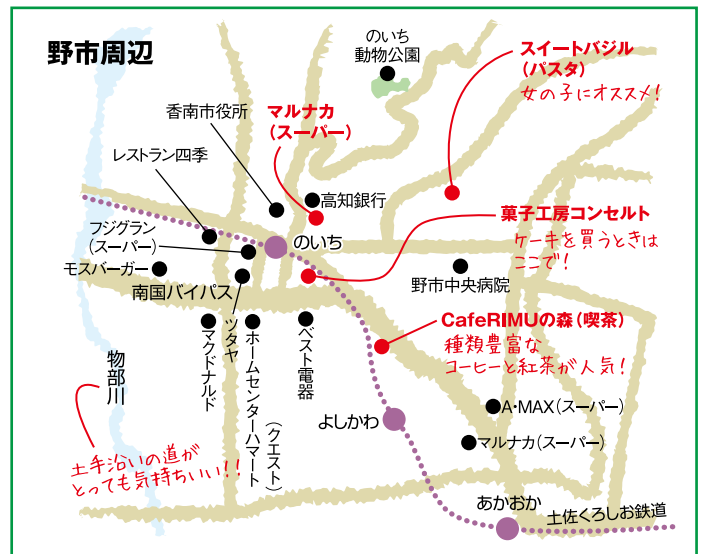 野市周辺
のいち
動物公園
スイートバジル
(パスタ)
女の子にオススメ!
香南市役所
マルナカ
(スーパー)
レストラン四季
高知銀行
菓子工房コンセルト
ケーキを買うときは
ここで!
フジグラン
(スーパー)
のいち
モスバーガー
野市中央病院
南国バイパス
CafeRIMUの森(喫茶)
種類豊富な
コーヒーと紅茶が人気!
マクドナルド
ツタヤ
ホームセンターハマート
(クエスト)
ベスト電器
物部川
A・MAX(スーパー)
よしかわ
マルナカ(スーパー)
土手沿いの道が
とっても気持ちいい!!
あかおか
土佐くろしお鉄道